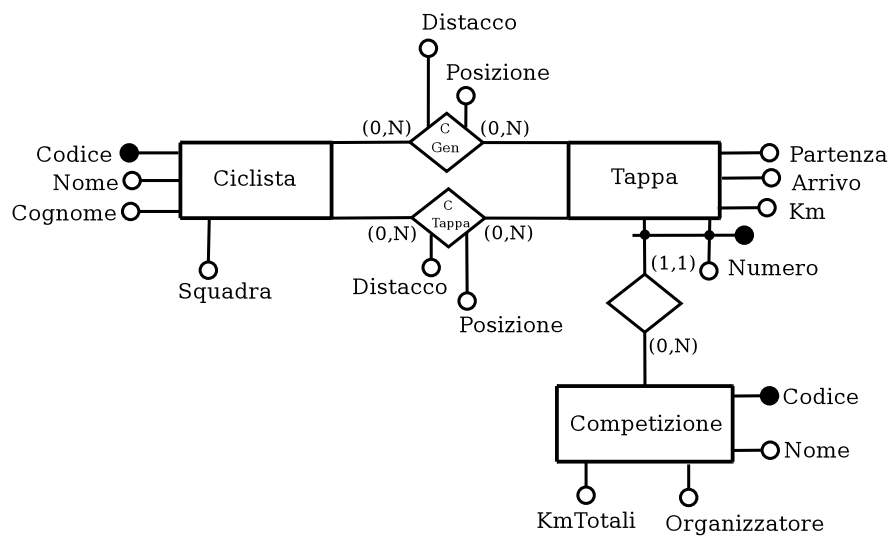 Distacco
Posizione
(0,N)
C
Gen
(0,N)
Codice
Nome
Cognome
Ciclista
Tappa
Partenza
Arrivo
Km
(0,N)
C
Tappa
(0,N)
Squadra
Distacco
Posizione
(1,1)
Numero
(0,N)
Competizione
Codice
Nome
KmTotali
Organizzatore